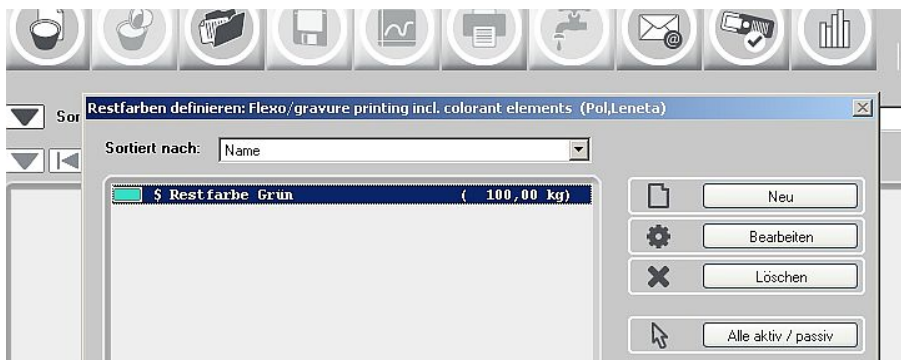 Sor
Restfarben definieren: Flexo/gravure printing incl. colorant elements (Pol,Leneta)
Sortiert nach: Name
$ Restfarbe Grün ( 100,00 kg)
Neu
Bearbeiten
Löschen
Alle aktiv / passiv